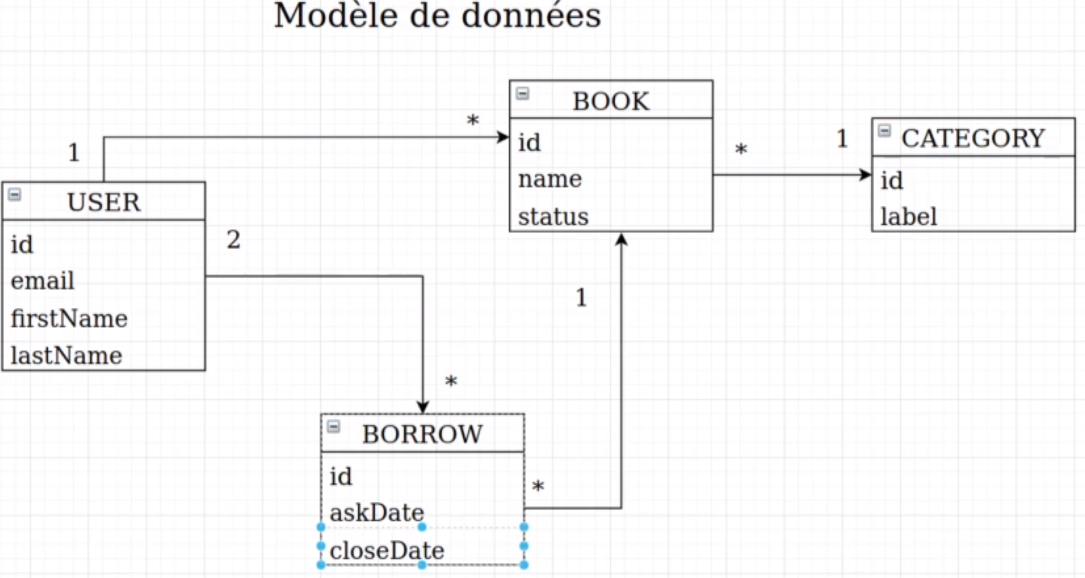 Modèle de données
BOOK
id
name
status
*
1
*
1
CATEGORY
id
label
USER
id
email
firstName
lastName
2
1
*
BORROW
id
askDate
closeDate
*